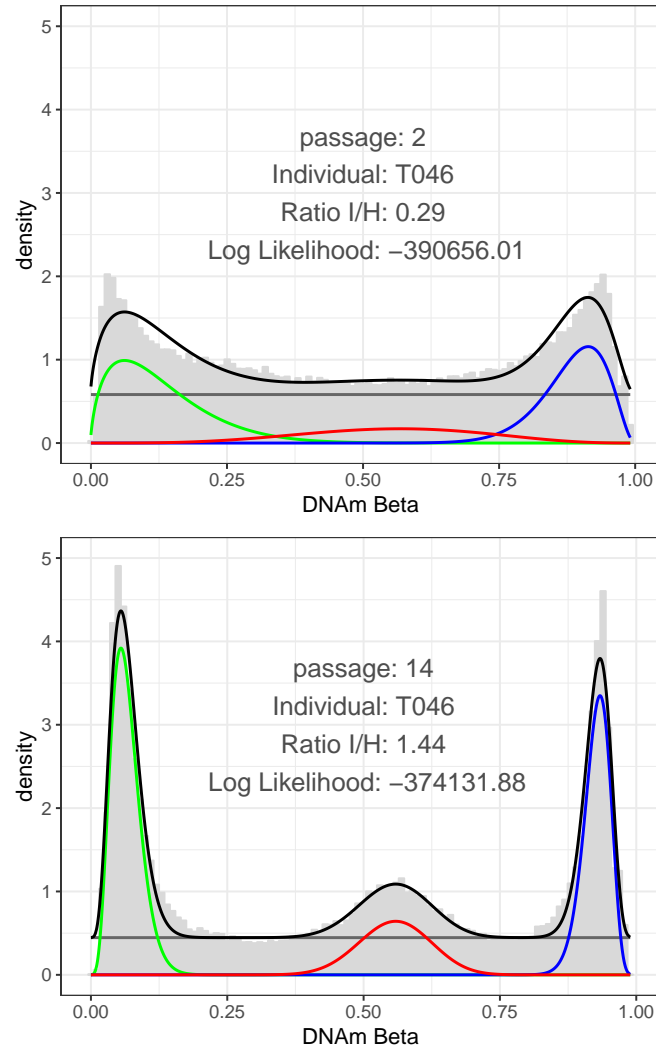 5
4
3
2
1
0
density
passage: 2
Individual: T046
Ratio I/H: 0.29
Log Likelihood: −390656.01
0.00 0.25 0.50 0.75 1.00
DNAm Beta
5
4
3
2
1
0
density
passage: 14
Individual: T046
Ratio I/H: 1.44
Log Likelihood: −374131.88
0.00 0.25 0.50 0.75 1.00
DNAm Beta